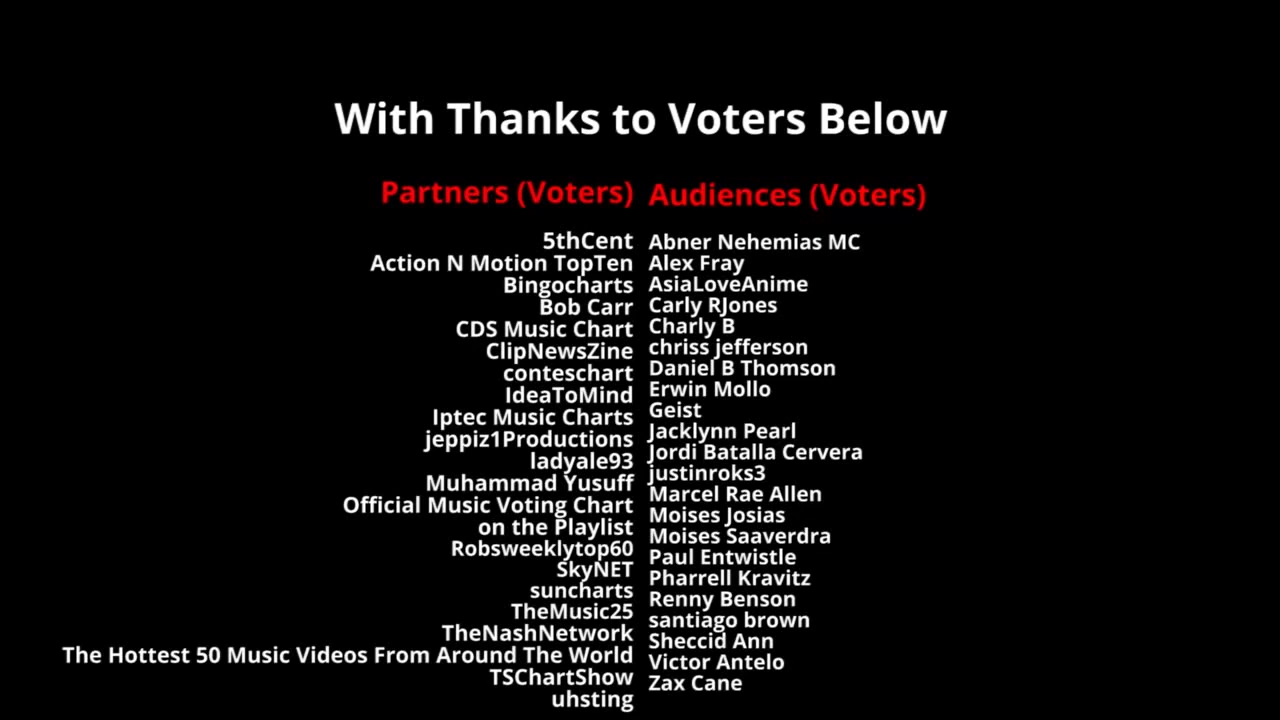 With Thanks to Voters Below
Partners (Voters)
5thCent
Action N Motion TopTen
Bingocharts
Bob Carr
CDS Music Chart
ClipNewsZine
conteschart
IdeaToMind
Iptec Music Charts
jeppiz1Productions
ladyale93
Muhammad Yusuff
Official Music Voting Chart
on the Playlist
Robsweeklytop60
SkyNET
suncharts
TheMusic25
TheNashNetwork
The Hottest 50 Music Videos From Around The World
TSChartShow
uhsting
Audiences (Voters)
Abner Nehemias MC
Alex Fray
AsiaLoveAnime
Carly RJones
Charly B
chriss jefferson
Daniel B Thomson
Erwin Mollo
Geist
Jacklynn Pearl
Jordi Batalla Cervera
justinroks3
Marcel Rae Allen
Moises Josias
Moises Saaverdra
Paul Entwistle
Pharrell Kravitz
Renny Benson
santiago brown
Sheccid Ann
Victor Antelo
Zax Cane